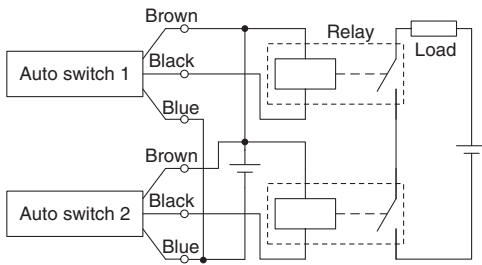 Brown
Relay
Load
Auto switch 1
Black
Blue
Brown
Auto switch 2
Black
Blue